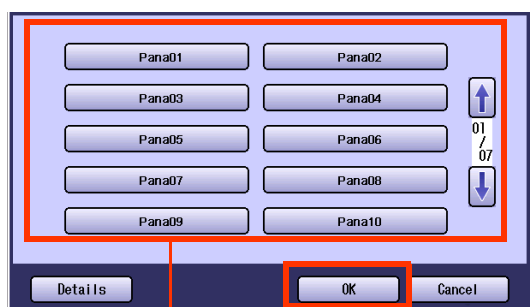 Pana01 Pana02
Pana03 Pana04
Pana05 Pana06
Pana07 Pana08
Pana09 Pana10
01
/
07
Details OK Cancel